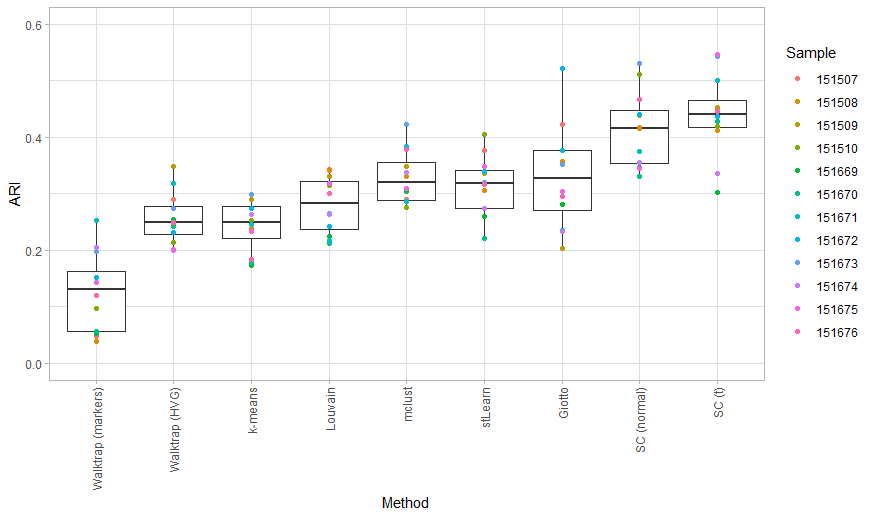 0.6
0.4
0.2
0.0
ARI
Walktrap (markers)
Walktrap (HVG)
k-means
Louvain
mclust
stLearn
Giotto
SC (normal)
SC (t)
Method
Sample
151507
151508
151509
151510
151669
151670
151671
151672
151673
151674
151675
151676